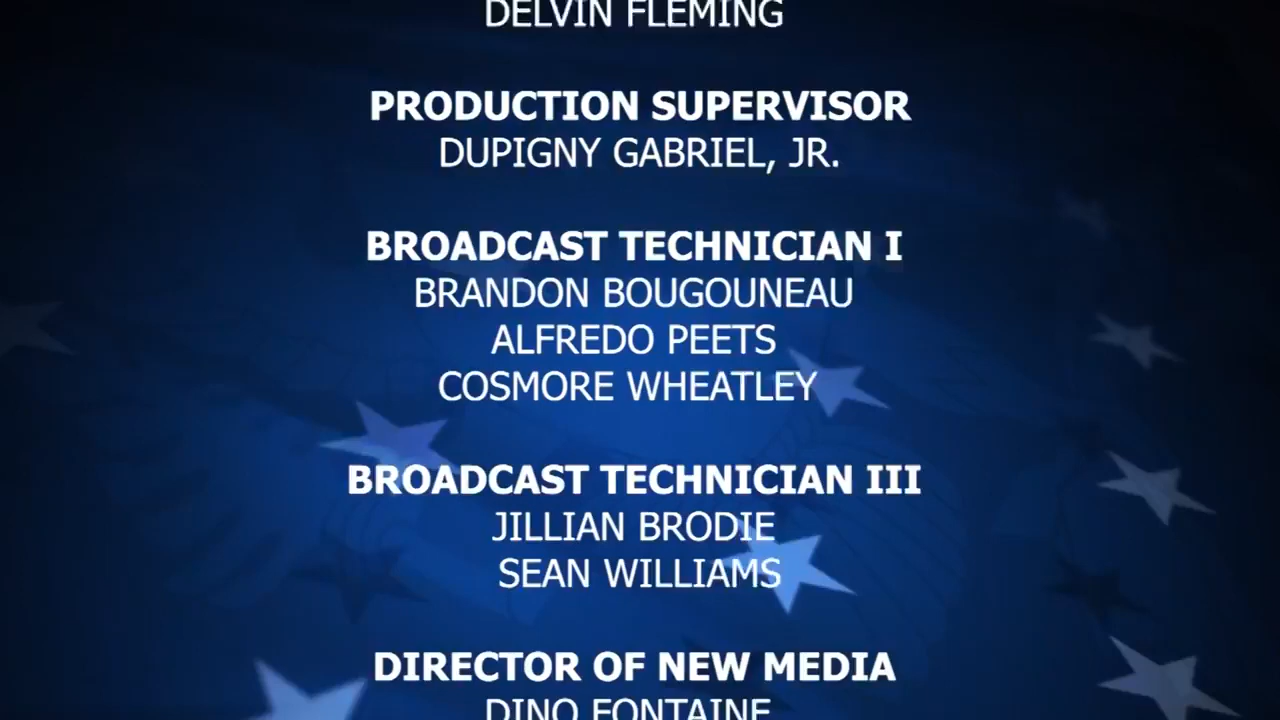 DELVIN FLEMING
PRODUCTION SUPERVISOR
DUPIGNY GABRIEL, JR.
BROADCAST TECHNICIAN I
BRANDON BOUGOUNEAU
ALFREDO PEETS
COSMORE WHEATLEY
BROADCAST TECHNICIAN III
JILLIAN BRODIE
SEAN WILLIAMS
DIRECTOR OF NEW MEDIA
DINO FONTAINE